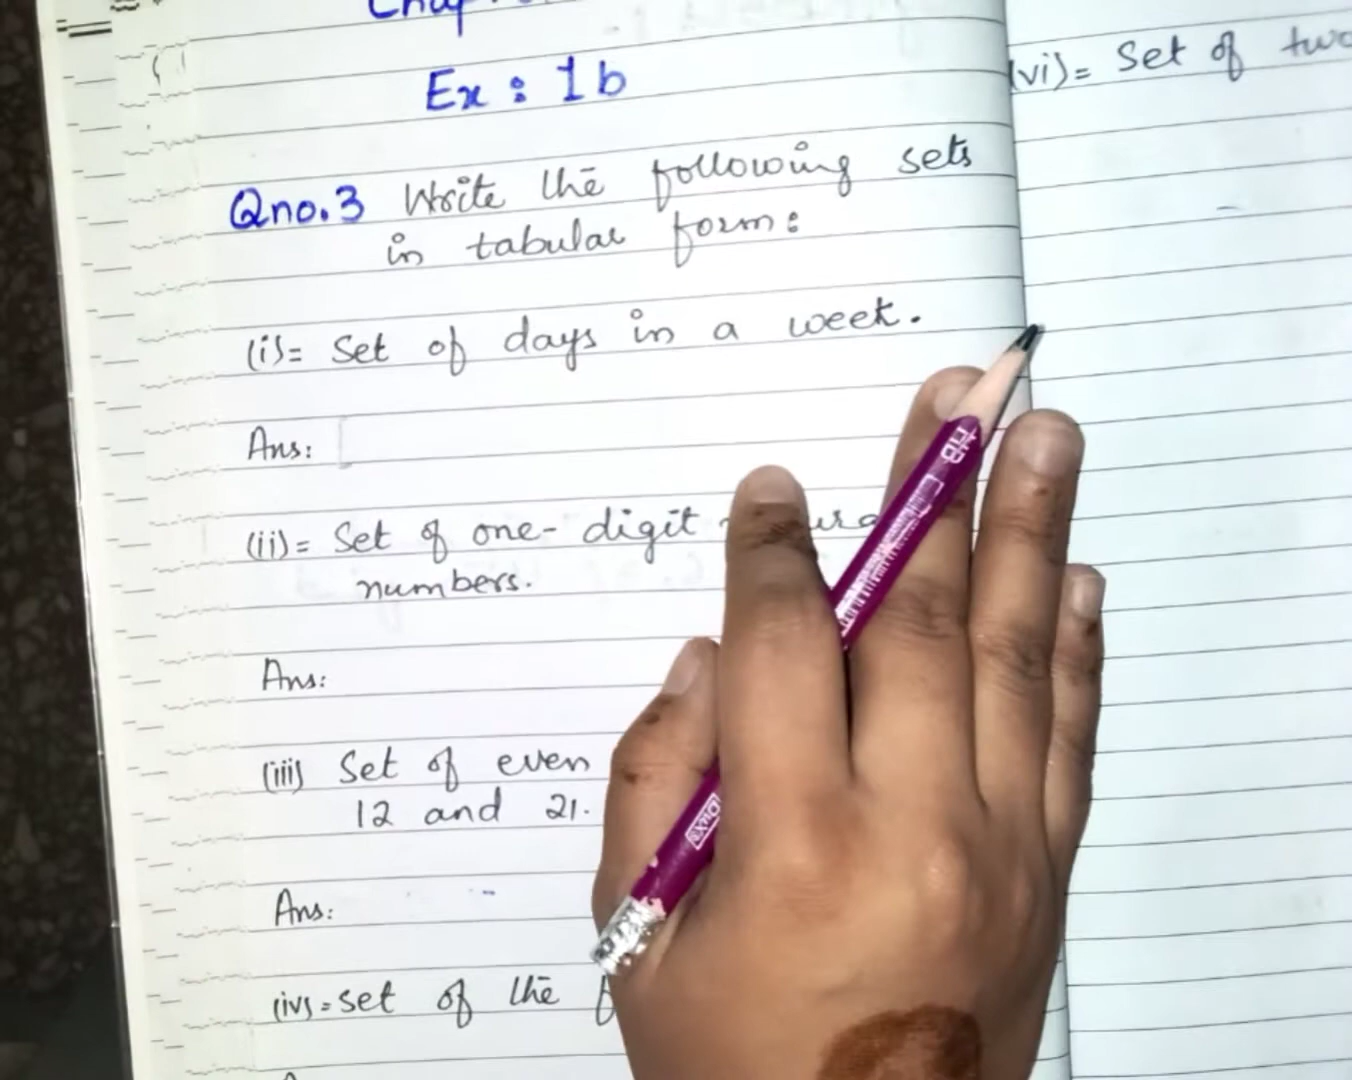 Ex: 1b
Qno.3 Write the following sets
in tabular form:
(i)= Set of days in a week.
Ans:
(ii)= Set of one-digit
numbers.
Ans:
(iii) Set of even
12 and 21.
Ans:
(iv)= set of the
(vi)= Set of
HB